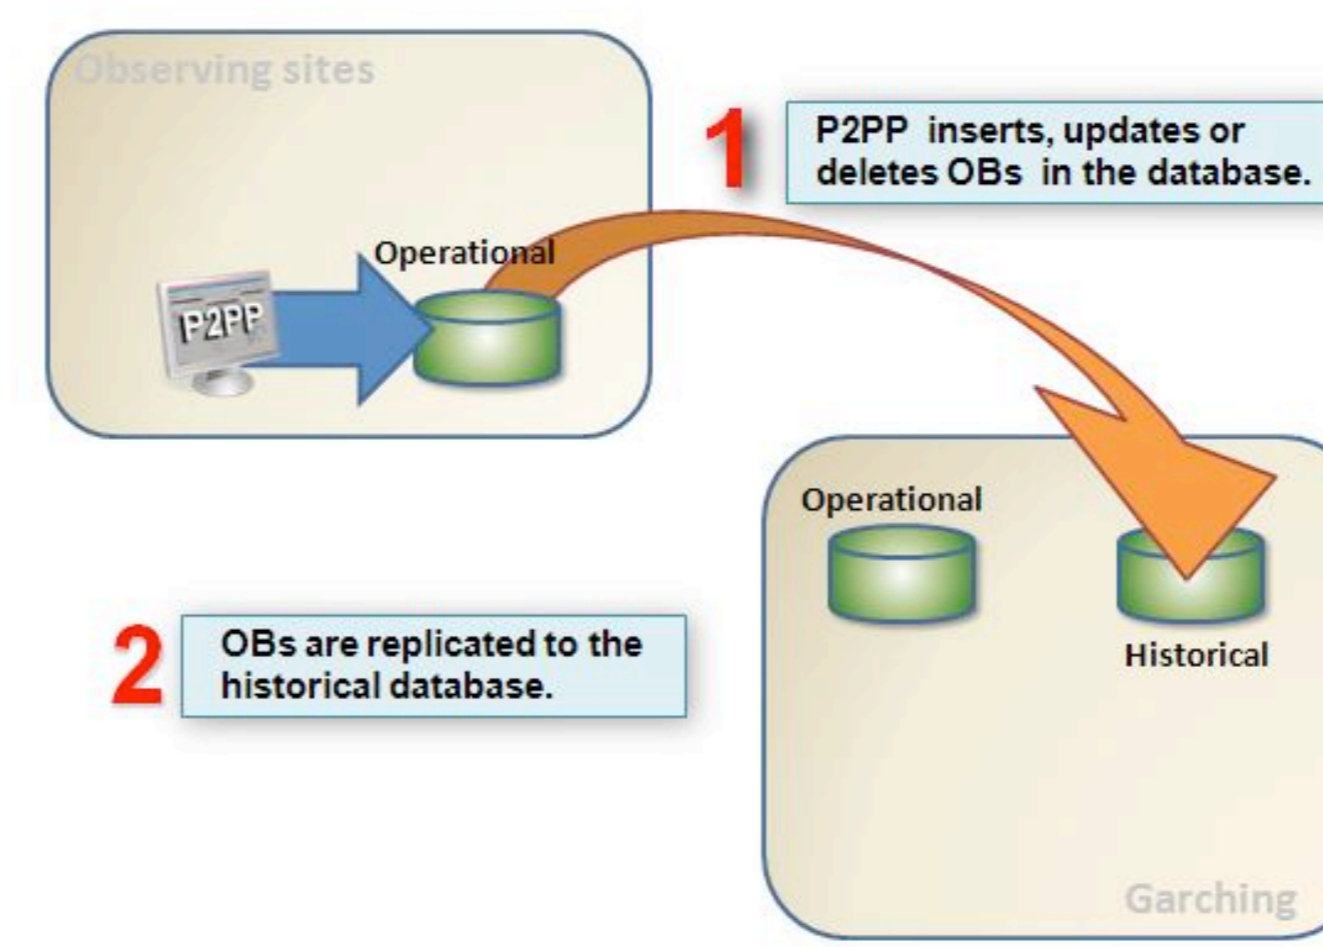 Observing sites
1
P2PP inserts, updates or
deletes OBs in the database.
Operational
P2PP
Operational
Historical
2
OBs are replicated to the
historical database.
Garching